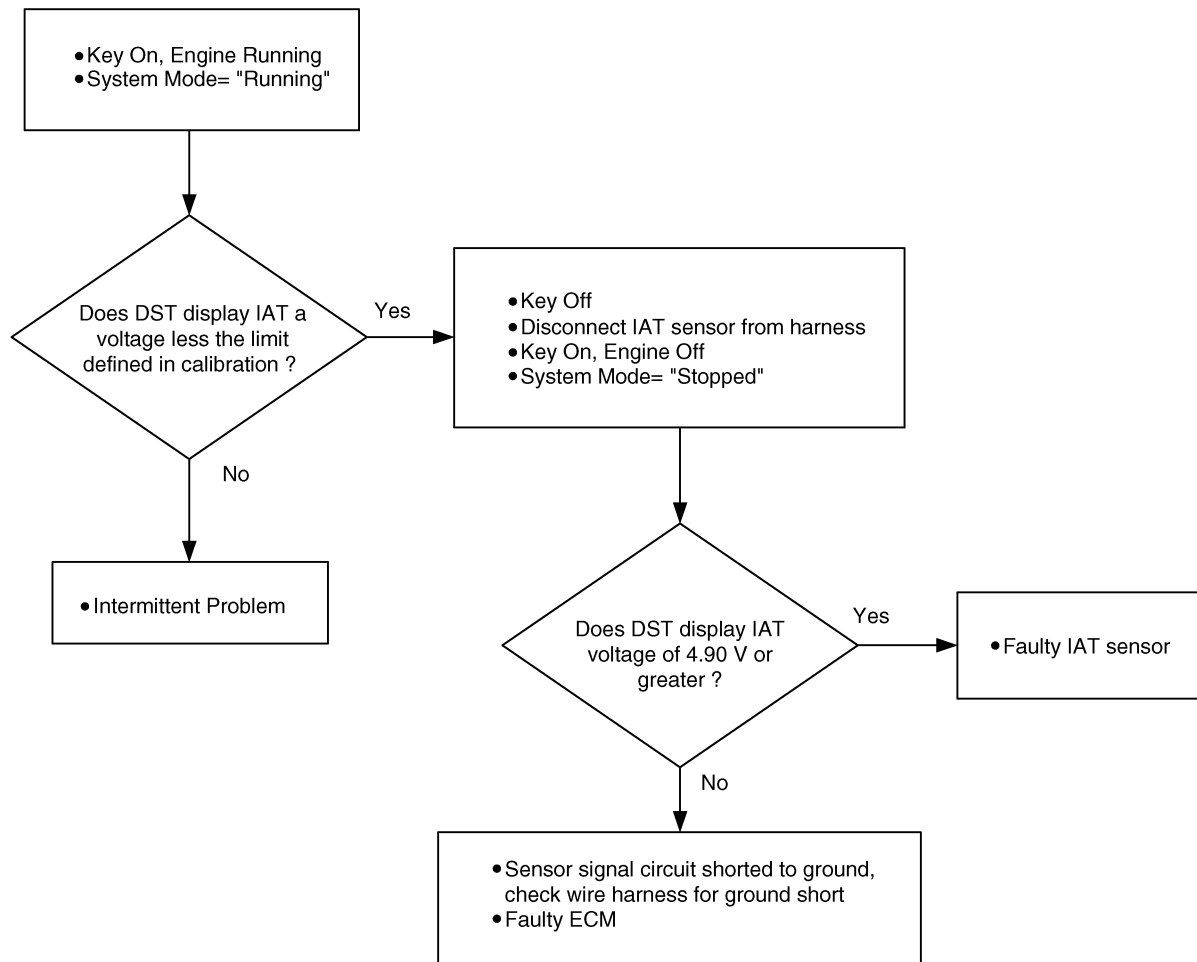 •Key On, Engine Running
•System Mode= "Running"
Does DST display IAT a
voltage less the limit
defined in calibration ?
Yes
•Key Off
•Disconnect IAT sensor from harness
•Key On, Engine Off
•System Mode= "Stopped"
No
•Intermittent Problem
Does DST display IAT
voltage of 4.90 V or
greater ?
Yes
•Faulty IAT sensor
No
•Sensor signal circuit shorted to ground,
check wire harness for ground short
•Faulty ECM